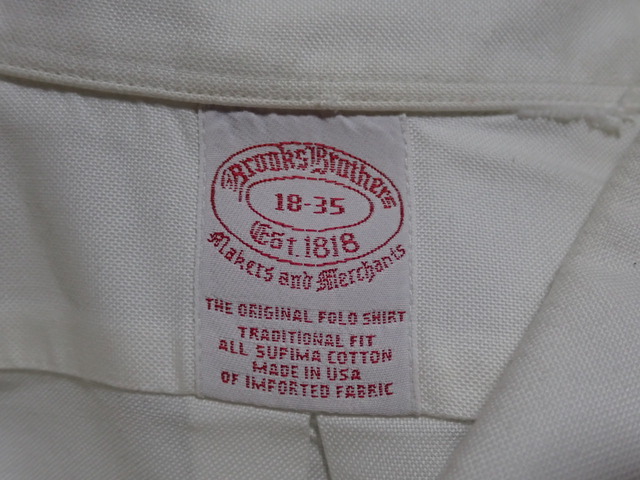 Brooks Brothers
18-35
Est. 1818
Makers and Merchants
THE ORIGINAL POLO SHIRT
TRADITIONAL FIT
ALL SUPIMA COTTON
MADE IN USA
OF IMPORTED FABRIC